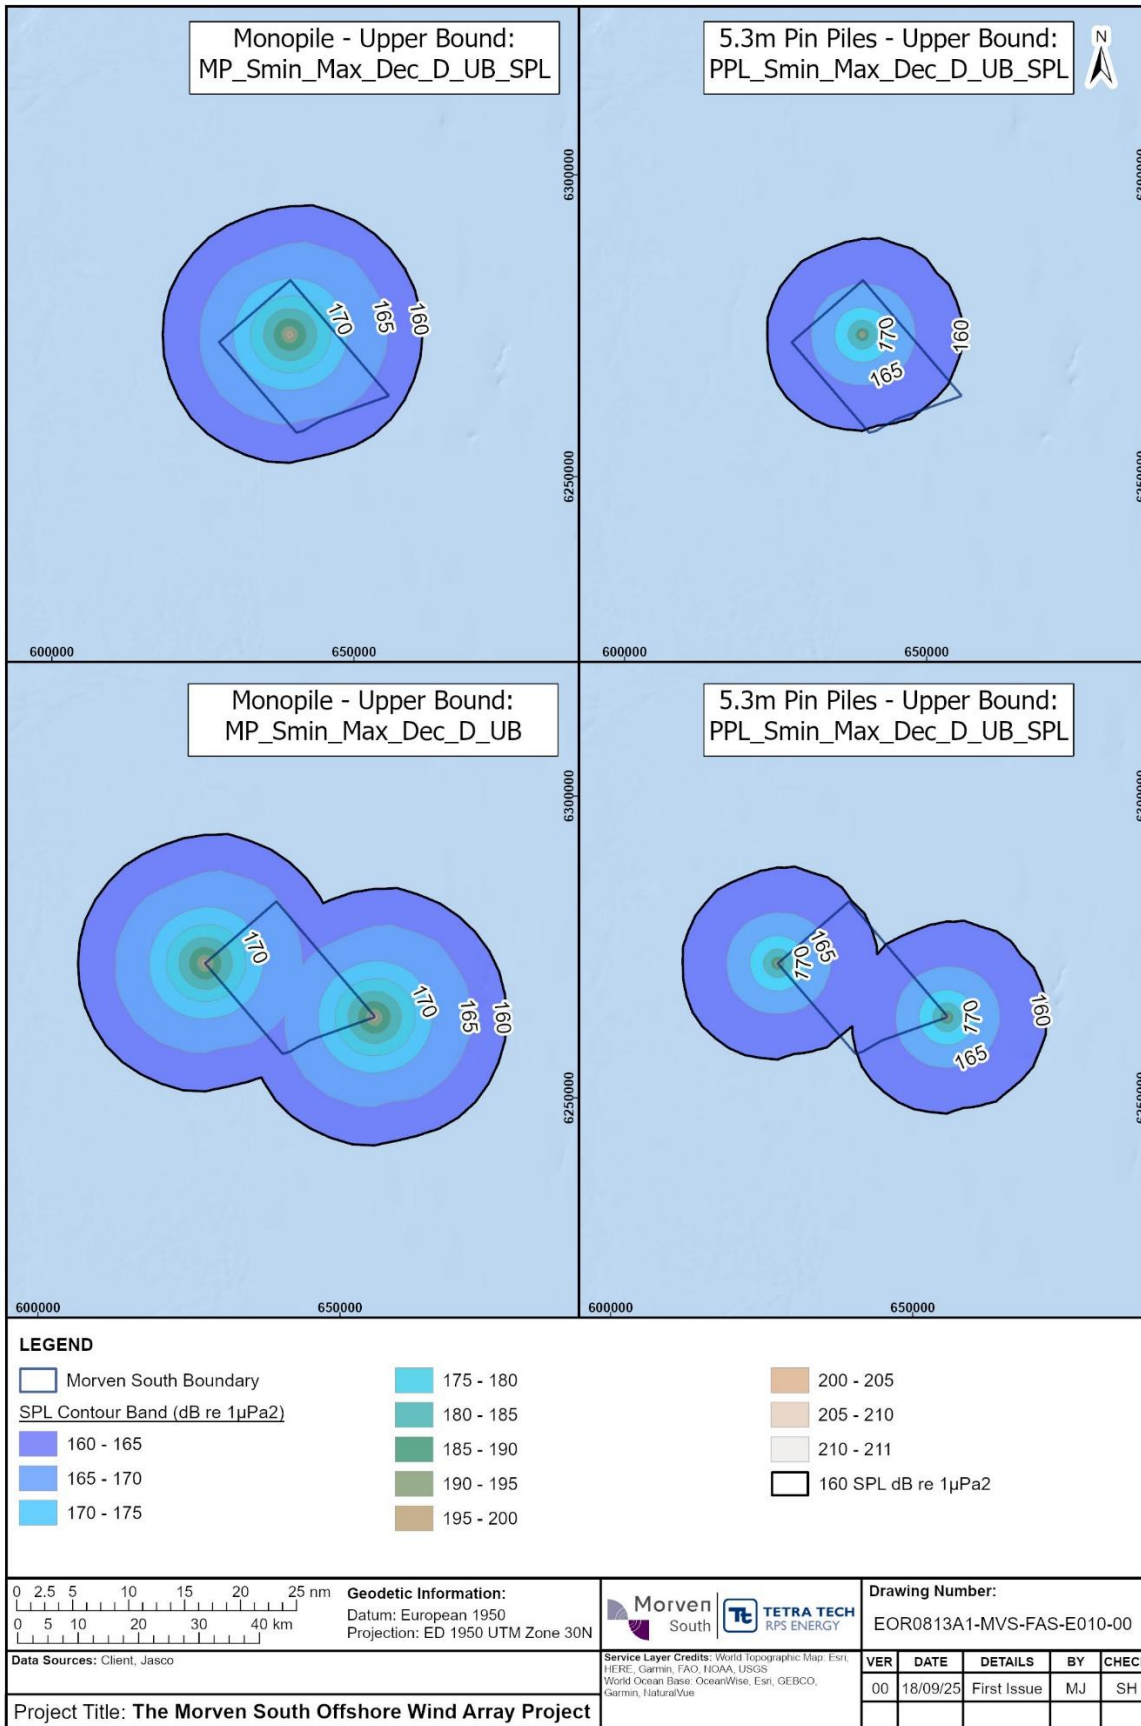 Monopile - Upper Bound:
MP_Smin_Max_Dec_D_UB_SPL
5.3m Pin Piles - Upper Bound:
PPL_Smin_Max_Dec_D_UB_SPL
N
6300000
6300000
170
165
160
170
165
160
6250000
6250000
600000
650000
600000
650000
Monopile - Upper Bound:
MP_Smin_Max_Dec_D_UB
5.3m Pin Piles - Upper Bound:
PPL_Smin_Max_Dec_D_UB_SPL
6300000
6300000
170
170
165
160
165
170
170
165
160
6250000
6250000
600000
650000
600000
650000
LEGEND
Morven South Boundary
SPL Contour Band (dB re 1µPa2)
160 - 165
165 - 170
170 - 175
175 - 180
180 - 185
185 - 190
190 - 195
195 - 200
200 - 205
205 - 210
210 - 211
160 SPL dB re 1µPa2
0 2.5 5 10 15 20 25 nm
0 5 10 20 30 40 km
Geodetic Information:
Datum: European 1950
Projection: ED 1950 UTM Zone 30N
Data Sources: Client, Jasco
Project Title: The Morven South Offshore Wind Array Project
Morven
South
Tt
TETRA TECH
RPS ENERGY
Service Layer Credits: World Topographic Map: Esri,
HERE, Garmin, FAO, NOAA, USGS
World Ocean Base: OceanWise, Esri, GEBCO,
Garmin, NaturalVue
Drawing Number:
EOR0813A1-MVS-FAS-E010-00
VER DATE DETAILS BY CHECK
00 18/09/25 First Issue MJ SH